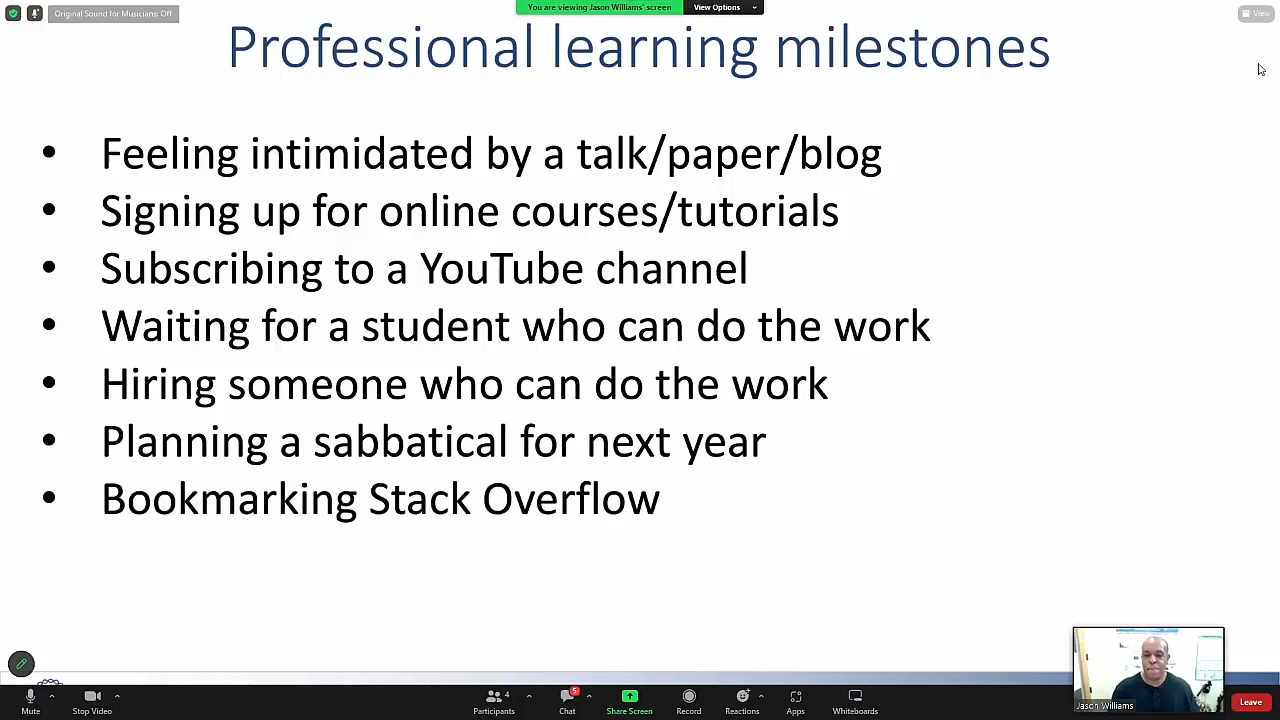 Original Sound for Musicians: Off
You are viewing Jason Williams' screen
View Options
View
Professional learning milestones
• Feeling intimidated by a talk/paper/blog
• Signing up for online courses/tutorials
• Subscribing to a YouTube channel
• Waiting for a student who can do the work
• Hiring someone who can do the work
• Planning a sabbatical for next year
• Bookmarking Stack Overflow
Jason Williams
Mute
Stop Video
4
Participants
5
Chat
Share Screen
Record
Reactions
Apps
Whiteboards
Leave